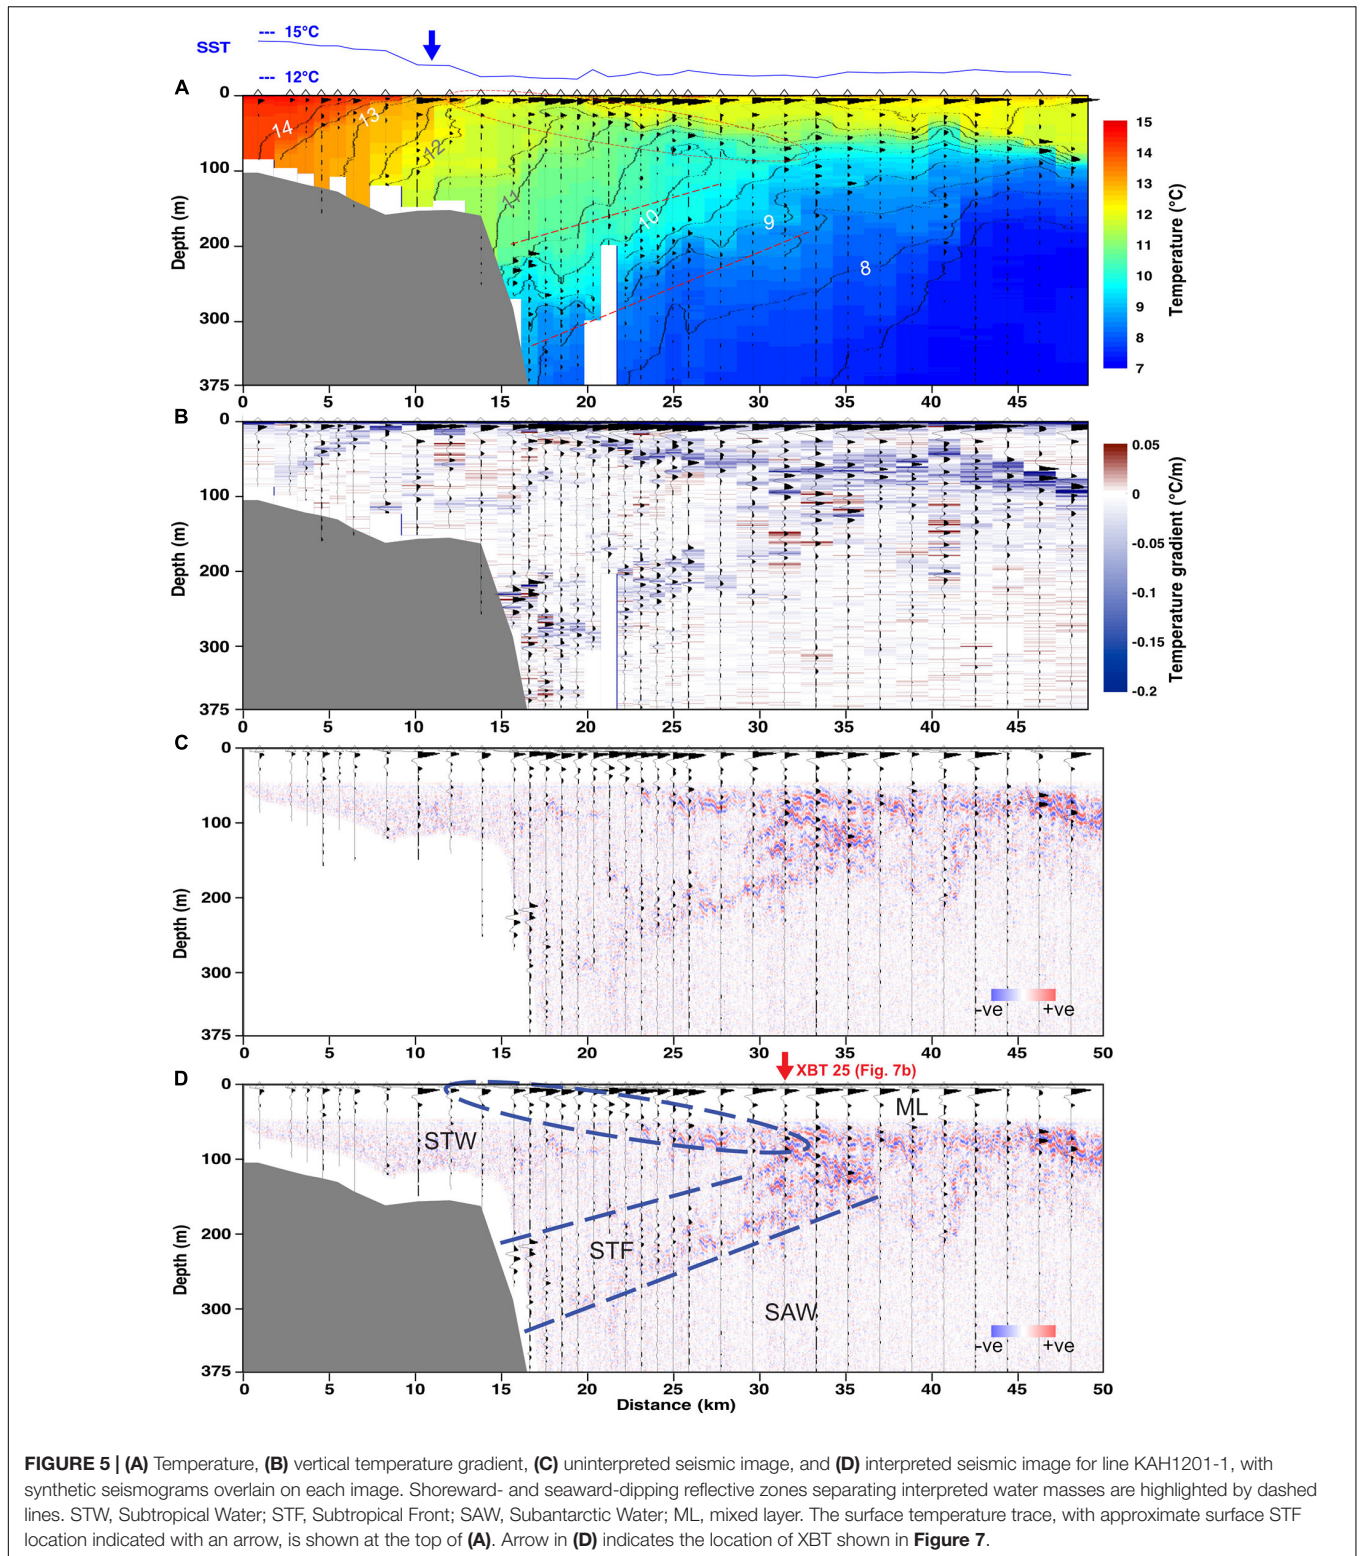 --- 15°C
SST
--- 12°C
A
0
100
200
300
375
Depth (m)
14
13
12
11
10
9
8
0 5 10 15 20 25 30 35 40 45
15
14
13
12
11
10
9
8
7
Temperature (°C)
B
0
100
200
300
375
Depth (m)
0 5 10 15 20 25 30 35 40 45
0.05
0
-0.05
-0.1
-0.15
-0.2
Temperature gradient (°C/m)
C
0
100
200
300
375
Depth (m)
-ve +ve
0 5 10 15 20 25 30 35 40 45 50
XBT 25 (Fig. 7b)
D
0
100
200
300
375
Depth (m)
ML
STW
STF
SAW
-ve +ve
0 5 10 15 20 25 30 35 40 45 50
Distance (km)
FIGURE 5 | (A) Temperature, (B) vertical temperature gradient, (C) uninterpreted seismic image, and (D) interpreted seismic image for line KAH1201-1, with
synthetic seismograms overlain on each image. Shoreward- and seaward-dipping reflective zones separating interpreted water masses are highlighted by dashed
lines. STW, Subtropical Water; STF, Subtropical Front; SAW, Subantarctic Water; ML, mixed layer. The surface temperature trace, with approximate surface STF
location indicated with an arrow, is shown at the top of (A). Arrow in (D) indicates the location of XBT shown in Figure 7.